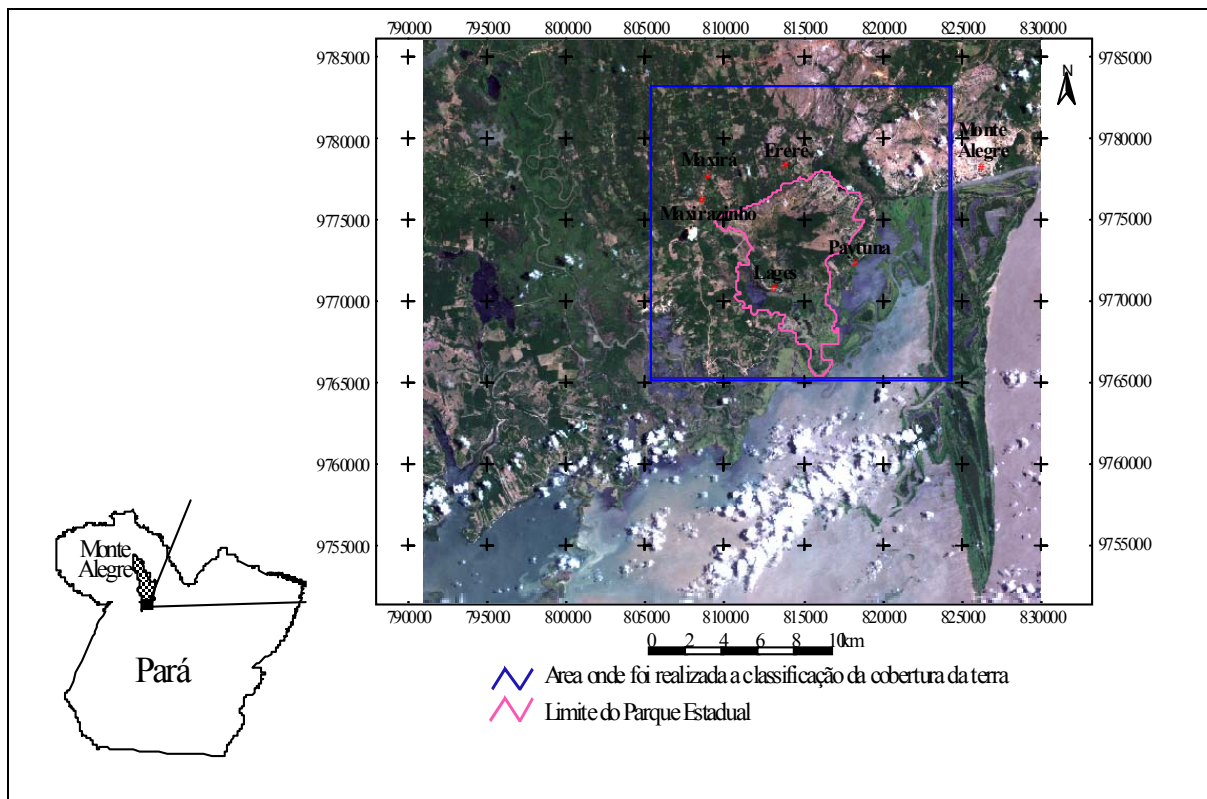 790000 795000 800000 805000 810000 815000 820000 825000 830000
9785000 9785000
N
9780000 9780000
Monte
Alegre
Ererê
Maxirá
9775000 9775000
Maxirazinho
Paytuna
Lages
9770000 9770000
9765000 9765000
9760000 9760000
9755000 9755000
790000 795000 800000 805000 810000 815000 820000 825000 830000
0 2 4 6 8 10km
Area onde foi realizada a classificação da cobertura da terra
Limite do Parque Estadual
Monte
Alegre
Pará